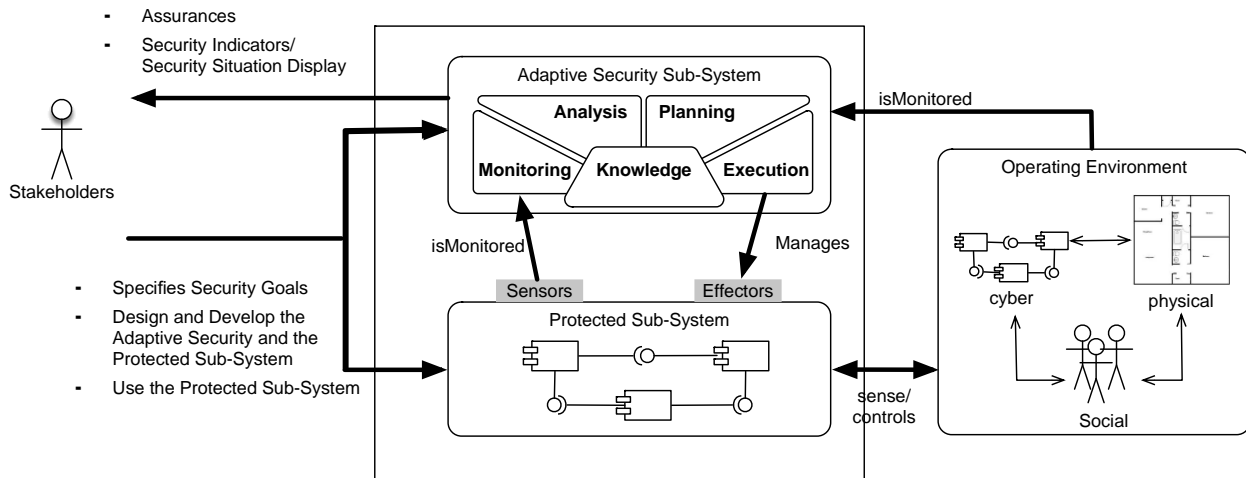 - Assurances
- Security Indicators/
Security Situation Display
Stakeholders
- Specifies Security Goals
- Design and Develop the
Adaptive Security and the
Protected Sub-System
- Use the Protected Sub-System
Adaptive Security Sub-System
Analysis
Planning
Monitoring
Knowledge
Execution
isMonitored
Manages
Sensors
Effectors
Protected Sub-System
isMonitored
sense/
controls
Operating Environment
cyber
physical
Social